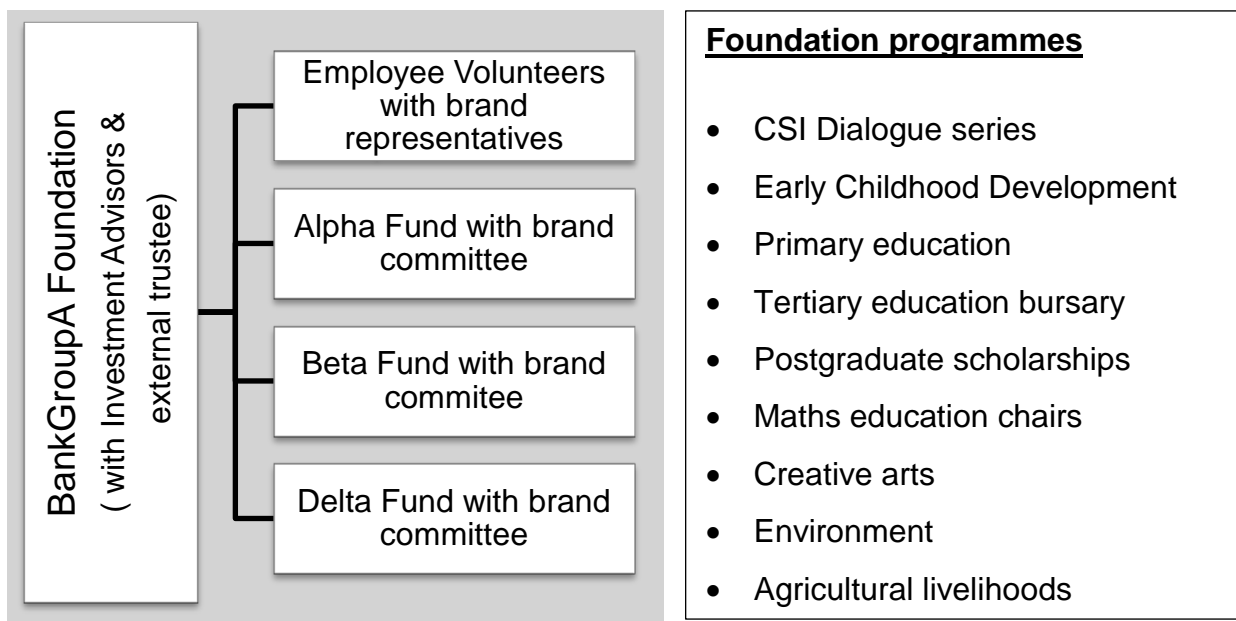 BankGroupA Foundation
( with Investment Advisors &
external trustee)
Employee Volunteers
with brand
representatives
Alpha Fund with brand
committee
Beta Fund with brand
commitee
Delta Fund with brand
committee
Foundation programmes
• CSI Dialogue series
• Early Childhood Development
• Primary education
• Tertiary education bursary
• Postgraduate scholarships
• Maths education chairs
• Creative arts
• Environment
• Agricultural livelihoods